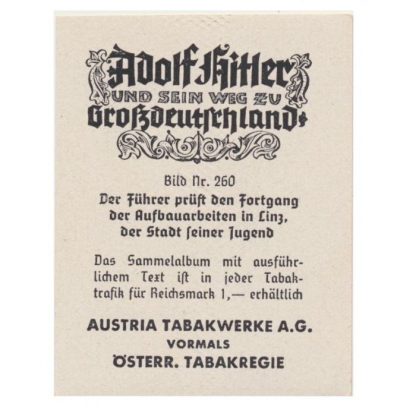 Adolf Hitler
UND SEIN WEG ZU
Großdeutschland
Bild Nr. 260
Der Führer prüft den Fortgang
der Aufbauarbeiten in Linz,
der Stadt seiner Jugend
Das Sammelalbum mit ausführ-
lichem Text ist in jeder Tabak-
trafik für Reichsmark 1,— erhältlich
AUSTRIA TABAKWERKE A.G.
VORMALS
ÖSTERR. TABAKREGIE